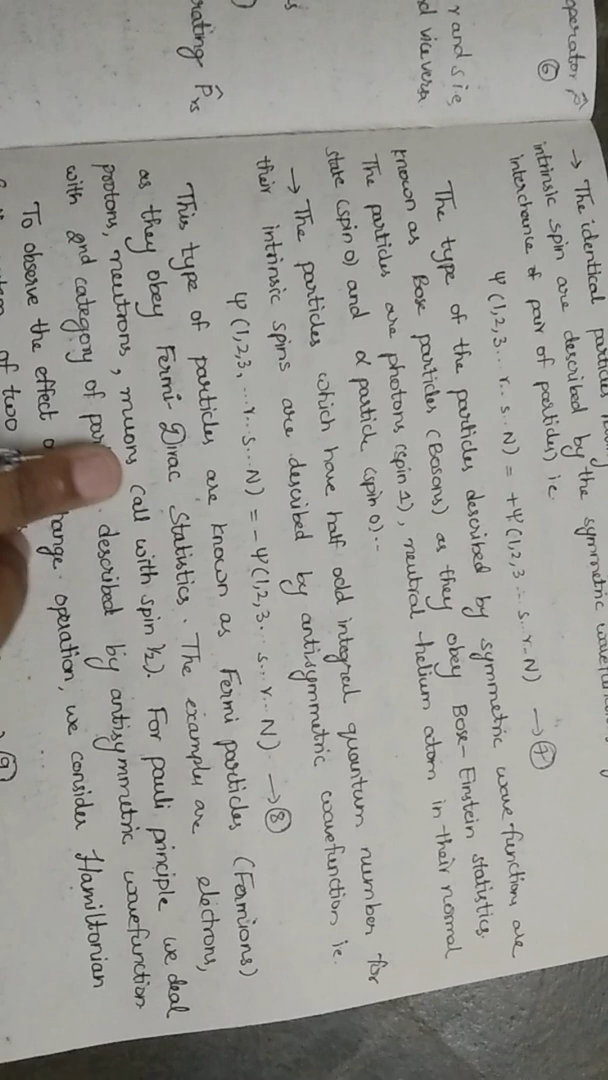 operator P̂
⑥
r and s ie,
d viceversa
rating P̂rs
→ The identical particles
intrinsic spin are described by the symmetric
interchange of pair of particles) ie
ψ (1,2,3... r.. s.. N) = +ψ (1,2,3 .. s.. r.. N) → ⑦
The type of the particles described by symmetric wave-functions are
known as Bose particles (Bosons) as they obey Bose-Einstein statistics.
The particles are photons (spin 1), neutral helium atom in their normal
state (spin 0) and α particle (spin 0)..
→ The particles which have half odd integral quantum number for
their intrinsic spins are described by antisymmetric wavefunction, ie.
ψ (1,2,3, ... r... s... N) = -ψ (1,2,3... s... r.. N) → ⑧
This type of particles are known as Fermi particles (Fermions)
as they obey Fermi-Dirac Statistics. The examples are eletrons,
protons, neutrons, muons (all with spin 1/2). For pauli principle we deal
with 2nd category of described by antisymmetric wavefunction
To observe the effect operation, we consider Hamiltonian
of two
⑨